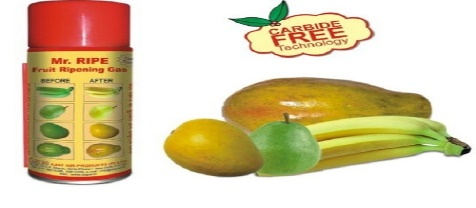 Mr. RIPE
Fruit Ripening Gas
BEFORE AFTER
CARBIDE
FREE
Technology